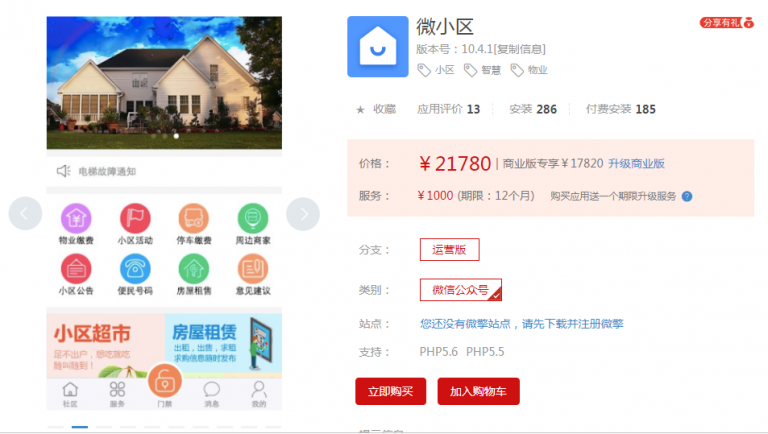 电梯故障通知
物业缴费 小区活动 停车缴费 周边商家
小区公告 便民号码 房屋租售 意见建议
小区超市
足不出户，想吃就吃
随叫随到！
房屋租赁
出租，出售，求租
求购信息随时发布
社区 服务 门禁 消息 我的
微小区
分享有礼
版本号：10.4.1[复制信息]
小区 智慧 物业
★ 收藏 应用评价 13 安装 286 付费安装 185
价格： ￥21780 | 商业版专享￥17820 升级商业版
服务： ￥1000 (期限：12个月) 购买应用送一个期限升级服务 ?
分支： 运营版
类别： 微信公众号
站点： 您还没有微擎站点，请先下载并注册微擎
支持： PHP5.6 PHP5.5
立即购买 加入购物车